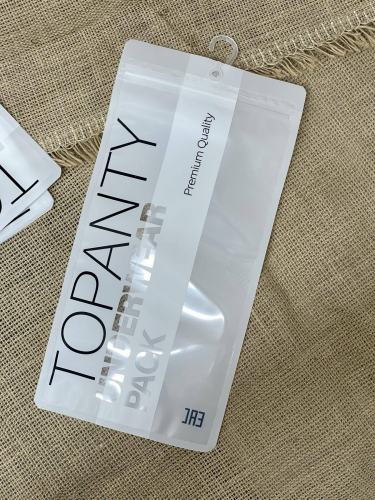 TOPANTY
UNDERWEAR
PACK
Premium Quality
EAC